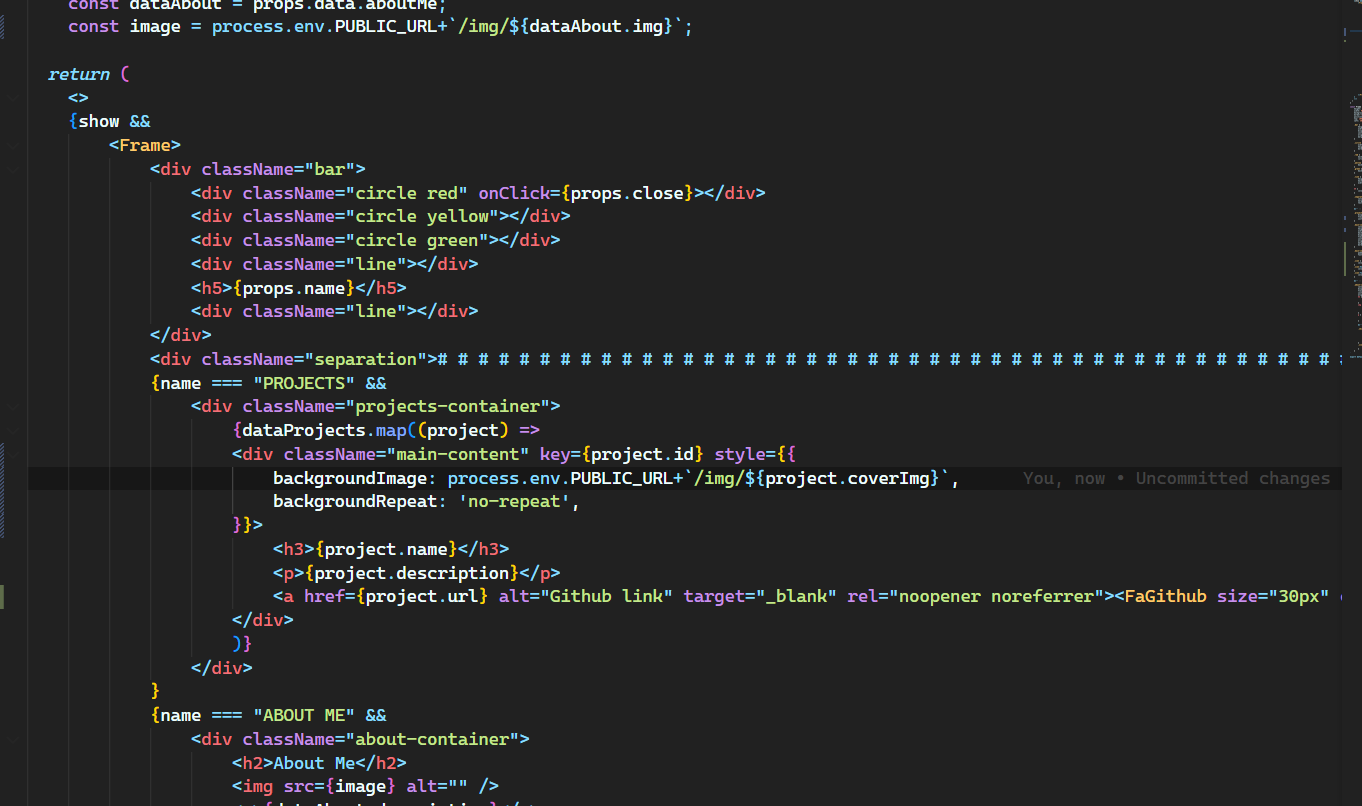 const dataAbout = props.data.aboutMe;
const image = process.env.PUBLIC_URL+`/img/${dataAbout.img}`;
return (
<>
{show &&
<Frame>
<div className="bar">
<div className="circle red" onClick={props.close}></div>
<div className="circle yellow"></div>
<div className="circle green"></div>
<div className="line"></div>
<h5>{props.name}</h5>
<div className="line"></div>
</div>
<div className="separation"># # # # # # # # # # # # # # # # # # # # # # # # # # # # # # # # # # # # # # # # # # # #
{name === "PROJECTS" &&
<div className="projects-container">
{dataProjects.map((project) =>
<div className="main-content" key={project.id} style={{
backgroundImage: process.env.PUBLIC_URL+`/img/${project.coverImg}`, You, now • Uncommitted changes
backgroundRepeat: 'no-repeat',
}}>
<h3>{project.name}</h3>
<p>{project.description}</p>
<a href={project.url} alt="Github link" target="_blank" rel="noopener noreferrer"><FaGithub size="30px"
</div>
)}
</div>
}
{name === "ABOUT ME" &&
<div className="about-container">
<h2>About Me</h2>
<img src={image} alt="" />